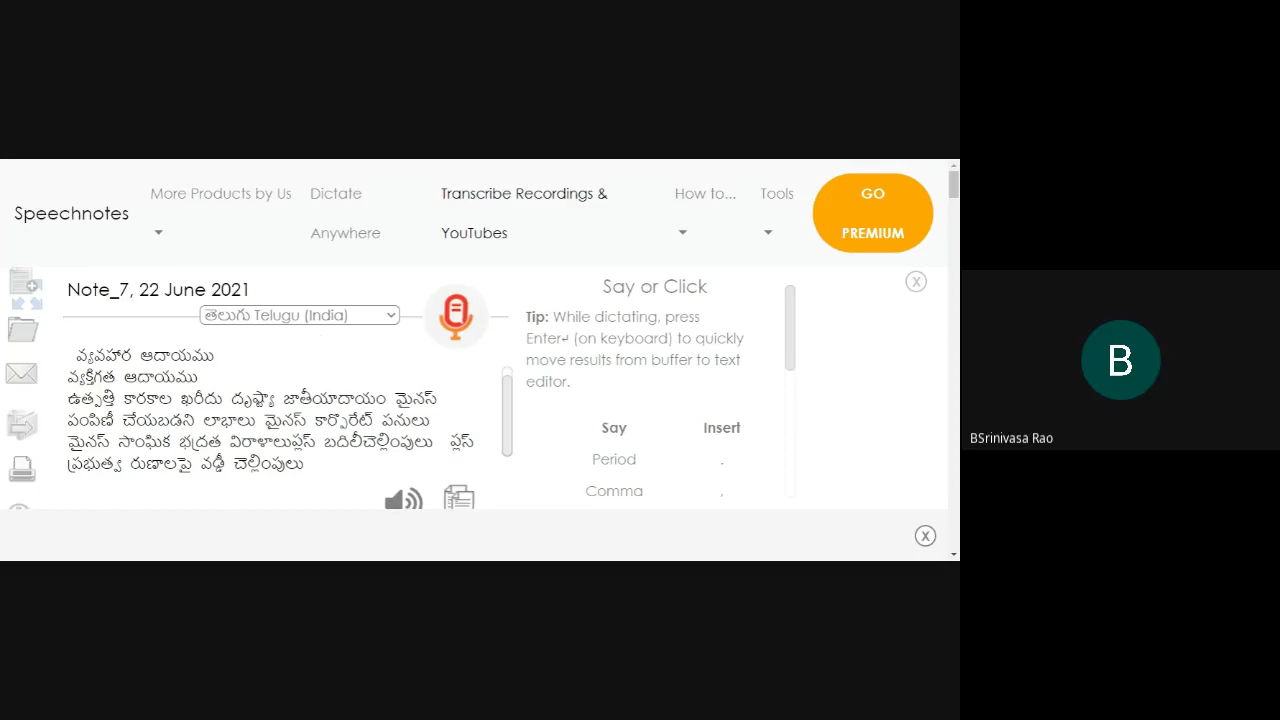 Speechnotes
More Products by Us
Dictate
Anywhere
Transcribe Recordings &
YouTubes
How to...
Tools
GO
PREMIUM
Note_7, 22 June 2021
తెలుగు Telugu (India)
వ్యవహార ఆదాయము
వ్యక్తిగత ఆదాయము
ఉత్పత్తి కారకాల ఖరీదు దృష్ట్యా జాతీయాదాయం మైనస్
పంపిణీ చేయబడని లాభాలు మైనస్ కార్పొరేట్ పనులు
మైనస్ సాంఘిక భద్రత విరాళాలుప్లస్ బదిలీచెల్లింపులు ప్లస్
ప్రభుత్వ రుణాలపై వడ్డీ చెల్లింపులు
Say or Click
X
Tip: While dictating, press
Enter↵ (on keyboard) to quickly
move results from buffer to text
editor.
Say Insert
Period .
Comma ,
X
B
BSrinivasa Rao